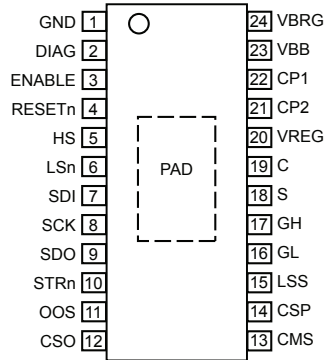 GND 1 24 VBRG
DIAG 2 23 VBB
ENABLE 3 22 CP1
RESETn 4 21 CP2
HS 5 20 VREG
LSn 6 PAD 19 C
SDI 7 18 S
SCK 8 17 GH
SDO 9 16 GL
STRn 10 15 LSS
OOS 11 14 CSP
CSO 12 13 CMS